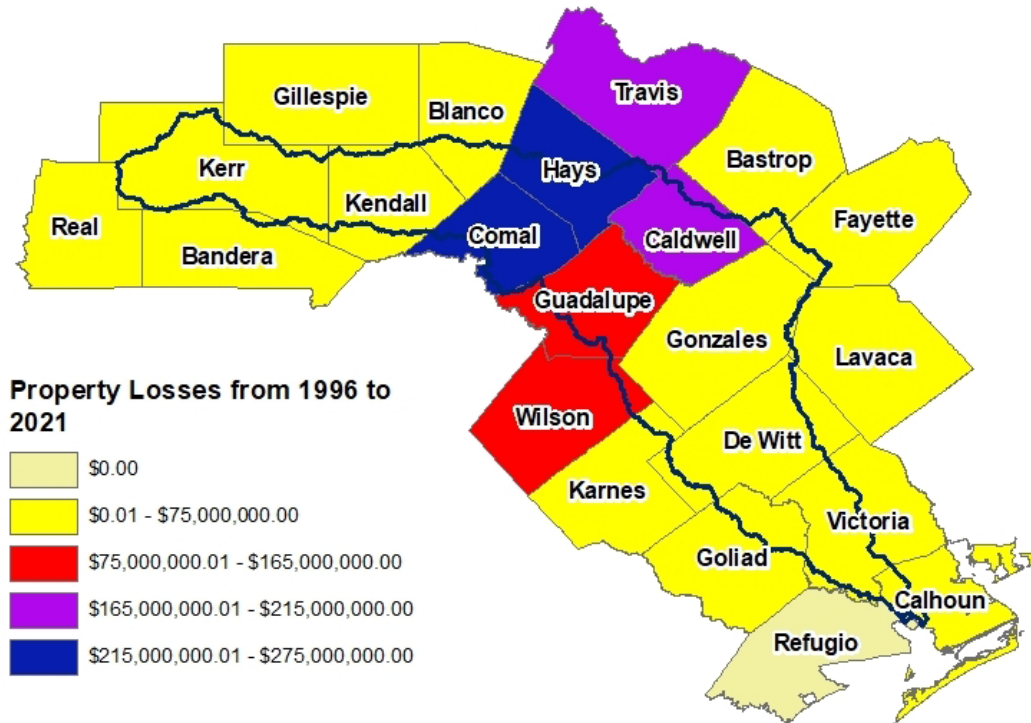 Travis
Gillespie
Blanco
Bastrop
Hays
Kerr
Kendall
Fayette
Real
Comal
Caldwell
Bandera
Guadalupe
Gonzales
Lavaca
Property Losses from 1996 to
2021
Wilson
De Witt
$0.00
Karnes
$0.01 - $75,000,000.00
Victoria
Goliad
$75,000,000.01 - $165,000,000.00
Calhoun
$165,000,000.01 - $215,000,000.00
Refugio
$215,000,000.01 - $275,000,000.00